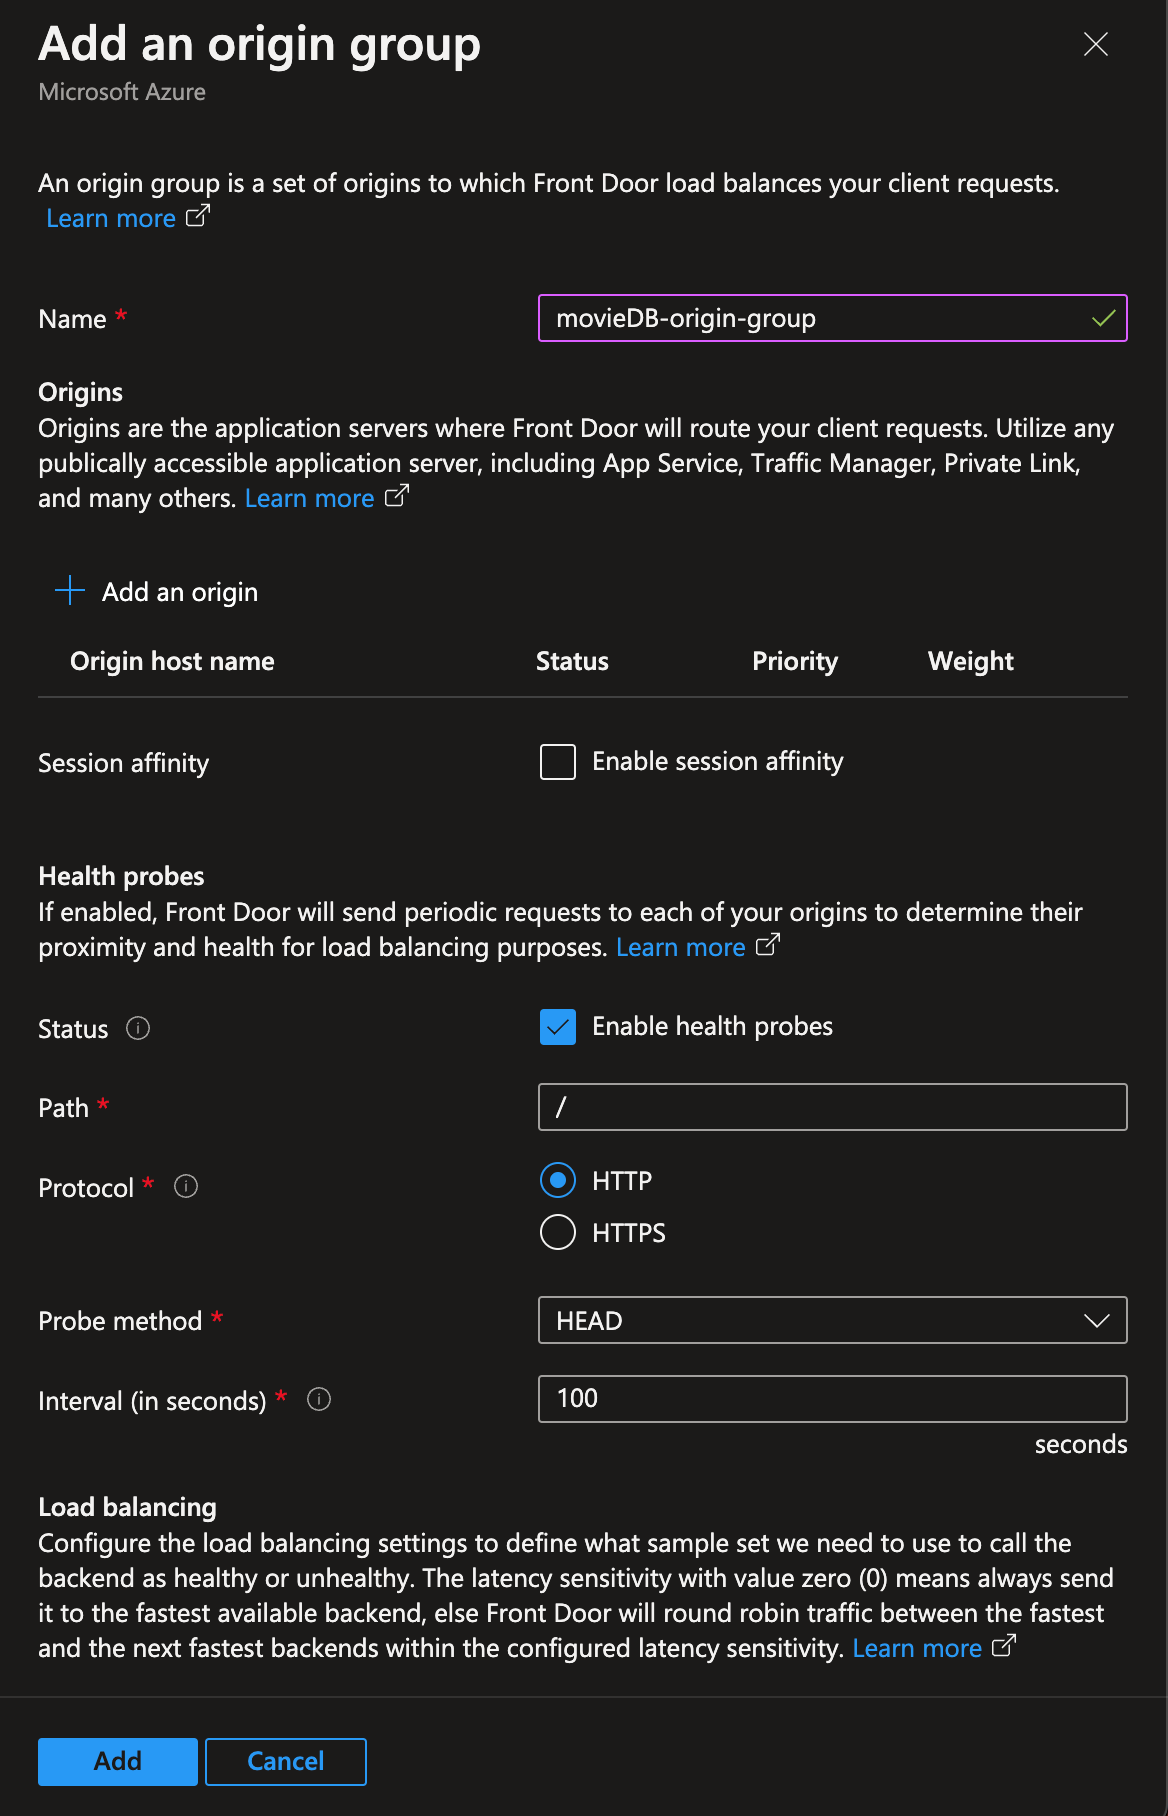 Add an origin group
Microsoft Azure
An origin group is a set of origins to which Front Door load balances your client requests.
Learn more
Name *
movieDB-origin-group
Origins
Origins are the application servers where Front Door will route your client requests. Utilize any
publically accessible application server, including App Service, Traffic Manager, Private Link,
and many others. Learn more
Add an origin
Origin host name Status Priority Weight
Session affinity
Enable session affinity
Health probes
If enabled, Front Door will send periodic requests to each of your origins to determine their
proximity and health for load balancing purposes. Learn more
Status
Enable health probes
Path *
/
Protocol *
HTTP
HTTPS
Probe method *
HEAD
Interval (in seconds) *
100
seconds
Load balancing
Configure the load balancing settings to define what sample set we need to use to call the
backend as healthy or unhealthy. The latency sensitivity with value zero (0) means always send
it to the fastest available backend, else Front Door will round robin traffic between the fastest
and the next fastest backends within the configured latency sensitivity. Learn more
Add Cancel